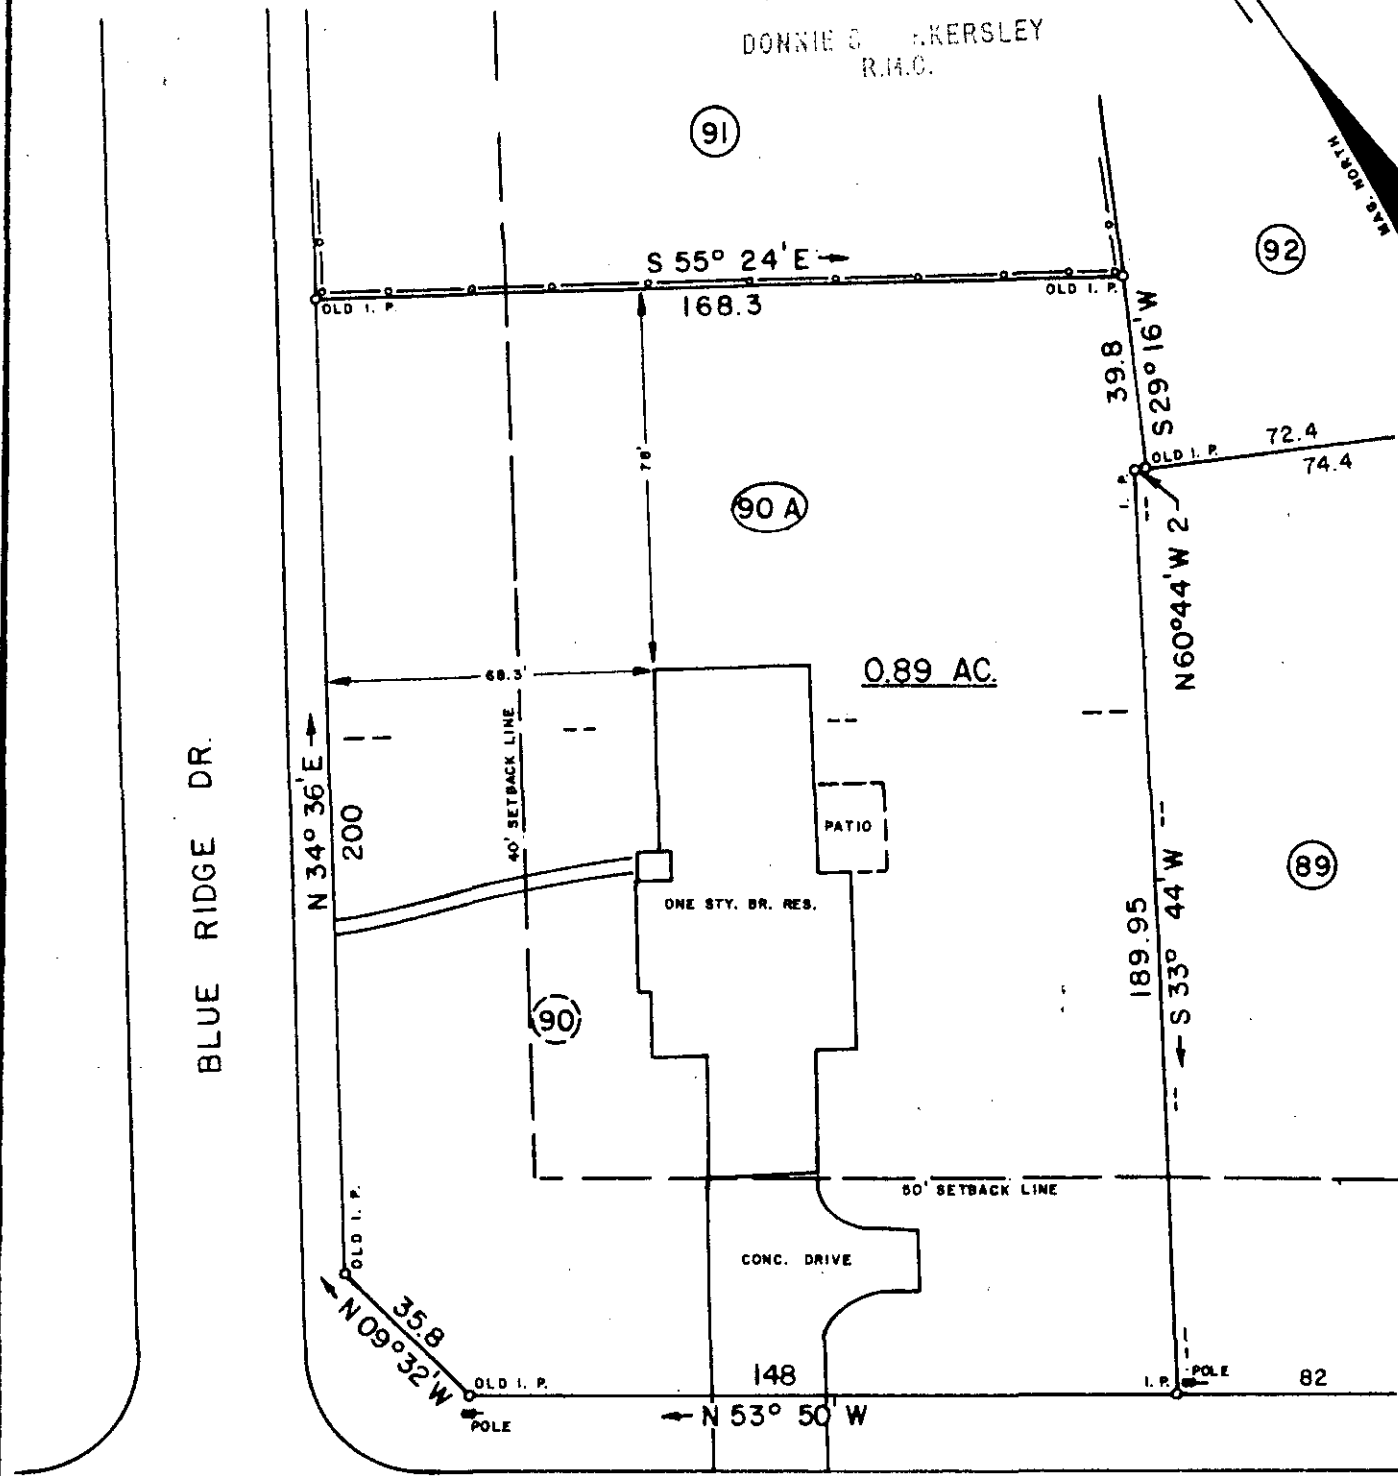 DONNIE KERSLEY
R.M.C.
91
MAG. NORTH
92
S 55° 24' E
168.3
OLD I. P.
OLD I. P.
39.8
S 29° 16' W
OLD I. P.
72.4
74.4
I. P.
78'
90 A
N 60° 44' W 2
68.3'
0.89 AC.
40' SETBACK LINE
BLUE RIDGE DR.
N 34° 36' E
200
PATIO
89
ONE STY. BR. RES.
189.95
S 33° 44' W
90
50' SETBACK LINE
OLD I. P.
CONC. DRIVE
35.8
N 09° 32' W
OLD I. P.
148
I. P.
POLE
82
POLE
N 53° 50' W